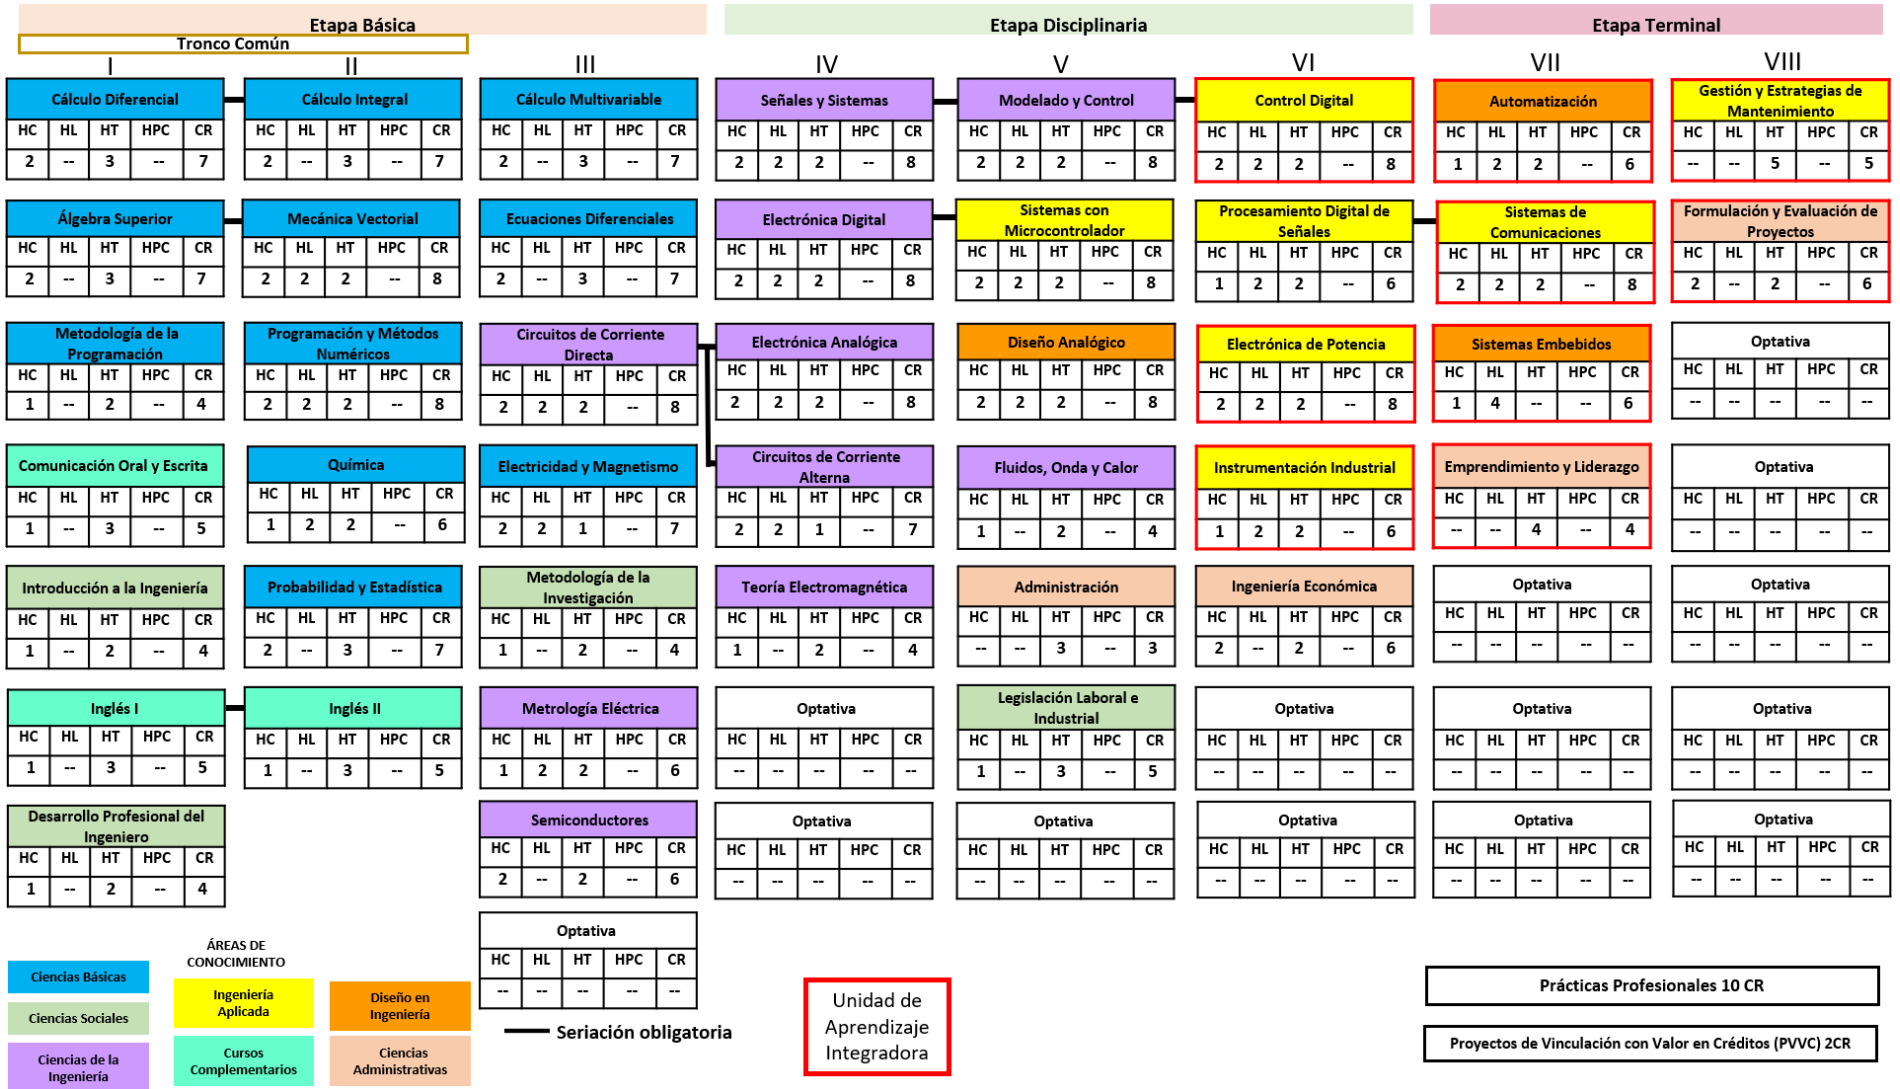 Etapa Básica
Etapa Disciplinaria
Etapa Terminal
Tronco Común
I
II
III
IV
V
VI
VII
VIII
Cálculo Diferencial
HC HL HT HPC CR
2 -- 3 -- 7
Cálculo Integral
HC HL HT HPC CR
2 -- 3 -- 7
Cálculo Multivariable
HC HL HT HPC CR
2 -- 3 -- 7
Señales y Sistemas
HC HL HT HPC CR
2 2 2 -- 8
Modelado y Control
HC HL HT HPC CR
2 2 2 -- 8
Control Digital
HC HL HT HPC CR
2 2 2 -- 8
Automatización
HC HL HT HPC CR
1 2 2 -- 6
Gestión y Estrategias de
Mantenimiento
HC HL HT HPC CR
-- -- 5 -- 5
Álgebra Superior
HC HL HT HPC CR
2 -- 3 -- 7
Mecánica Vectorial
HC HL HT HPC CR
2 2 2 -- 8
Ecuaciones Diferenciales
HC HL HT HPC CR
2 -- 3 -- 7
Electrónica Digital
HC HL HT HPC CR
2 2 2 -- 8
Sistemas con
Microcontrolador
HC HL HT HPC CR
2 2 2 -- 8
Procesamiento Digital de
Señales
HC HL HT HPC CR
1 2 2 -- 6
Sistemas de
Comunicaciones
HC HL HT HPC CR
2 2 2 -- 8
Formulación y Evaluación de
Proyectos
HC HL HT HPC CR
2 -- 2 -- 6
Metodología de la
Programación
HC HL HT HPC CR
1 -- 2 -- 4
Programación y Métodos
Numéricos
HC HL HT HPC CR
2 2 2 -- 8
Circuitos de Corriente
Directa
HC HL HT HPC CR
2 2 2 -- 8
Electrónica Analógica
HC HL HT HPC CR
2 2 2 -- 8
Diseño Analógico
HC HL HT HPC CR
2 2 2 -- 8
Electrónica de Potencia
HC HL HT HPC CR
2 2 2 -- 8
Sistemas Embebidos
HC HL HT HPC CR
1 4 -- -- 6
Optativa
HC HL HT HPC CR
-- -- -- -- --
Comunicación Oral y Escrita
HC HL HT HPC CR
1 -- 3 -- 5
Química
HC HL HT HPC CR
1 2 2 -- 6
Electricidad y Magnetismo
HC HL HT HPC CR
2 2 1 -- 7
Circuitos de Corriente
Alterna
HC HL HT HPC CR
2 2 1 -- 7
Fluidos, Onda y Calor
HC HL HT HPC CR
1 -- 2 -- 4
Instrumentación Industrial
HC HL HT HPC CR
1 2 2 -- 6
Emprendimiento y Liderazgo
HC HL HT HPC CR
-- -- 4 -- 4
Optativa
HC HL HT HPC CR
-- -- -- -- --
Introducción a la Ingeniería
HC HL HT HPC CR
1 -- 2 -- 4
Probabilidad y Estadística
HC HL HT HPC CR
2 -- 3 -- 7
Metodología de la
Investigación
HC HL HT HPC CR
1 -- 2 -- 4
Teoría Electromagnética
HC HL HT HPC CR
1 -- 2 -- 4
Administración
HC HL HT HPC CR
-- -- 3 -- 3
Ingeniería Económica
HC HL HT HPC CR
2 -- 2 -- 6
Optativa
HC HL HT HPC CR
-- -- -- -- --
Optativa
HC HL HT HPC CR
-- -- -- -- --
Inglés I
HC HL HT HPC CR
1 -- 3 -- 5
Inglés II
HC HL HT HPC CR
1 -- 3 -- 5
Metrología Eléctrica
HC HL HT HPC CR
1 2 2 -- 6
Optativa
HC HL HT HPC CR
-- -- -- -- --
Legislación Laboral e
Industrial
HC HL HT HPC CR
1 -- 3 -- 5
Optativa
HC HL HT HPC CR
-- -- -- -- --
Optativa
HC HL HT HPC CR
-- -- -- -- --
Optativa
HC HL HT HPC CR
-- -- -- -- --
Desarrollo Profesional del
Ingeniero
HC HL HT HPC CR
1 -- 2 -- 4
Semiconductores
HC HL HT HPC CR
2 -- 2 -- 6
Optativa
HC HL HT HPC CR
-- -- -- -- --
Optativa
HC HL HT HPC CR
-- -- -- -- --
Optativa
HC HL HT HPC CR
-- -- -- -- --
Optativa
HC HL HT HPC CR
-- -- -- -- --
Optativa
HC HL HT HPC CR
-- -- -- -- --
Optativa
HC HL HT HPC CR
-- -- -- -- --
ÁREAS DE
CONOCIMIENTO
Ciencias Básicas
Ciencias Sociales
Ciencias de la
Ingeniería
Ingeniería
Aplicada
Cursos
Complementarios
Diseño en
Ingeniería
Ciencias
Administrativas
Seriación obligatoria
Unidad de
Aprendizaje
Integradora
Prácticas Profesionales 10 CR
Proyectos de Vinculación con Valor en Créditos (PVVC) 2CR